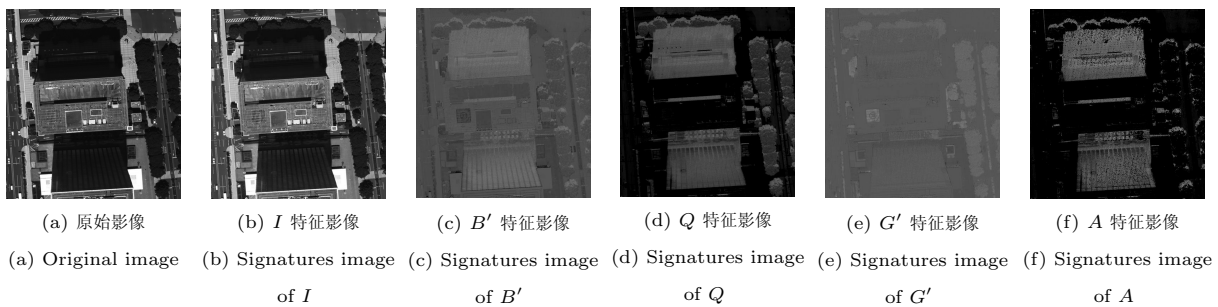 (a) 原始影像 (b) I 特征影像 (c) B′ 特征影像 (d) Q 特征影像 (e) G′ 特征影像 (f) A 特征影像
(a) Original image (b) Signatures image (c) Signatures image (d) Signatures image (e) Signatures image (f) Signatures image
of I of B′ of Q of G′ of A